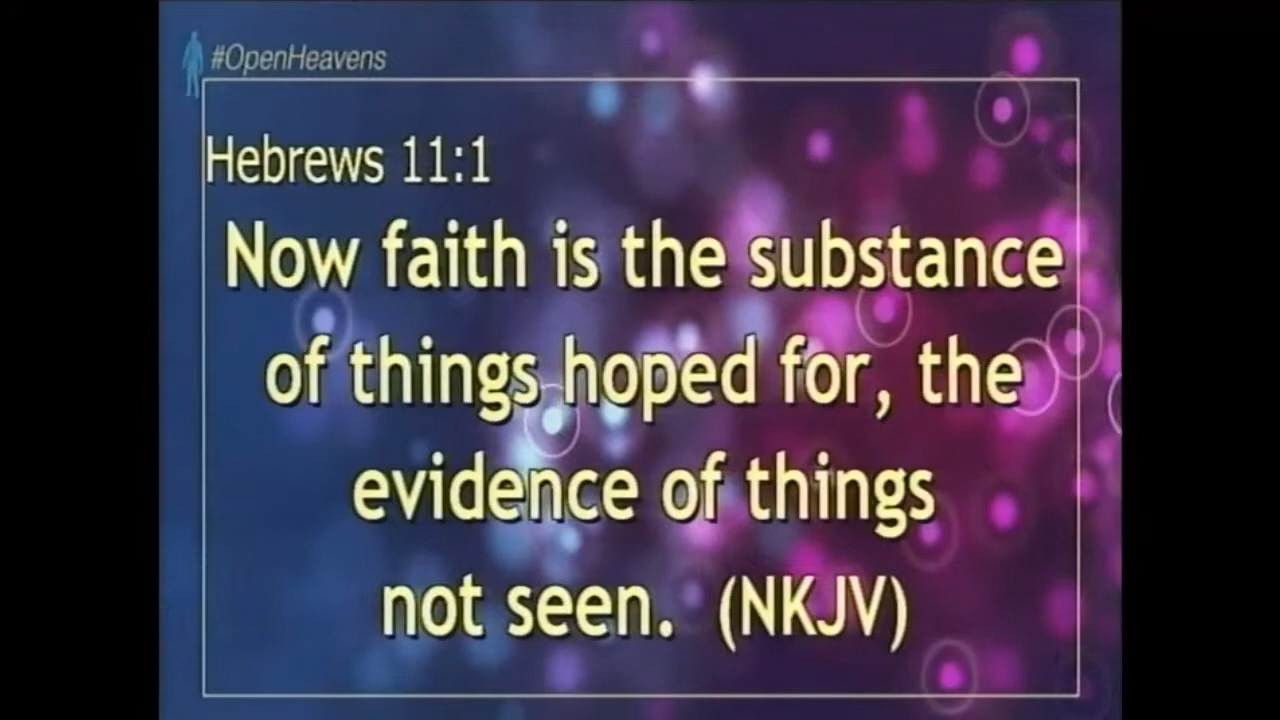 #OpenHeavens
Hebrews 11:1
Now faith is the substance
of things hoped for, the
evidence of things
not seen. (NKJV)